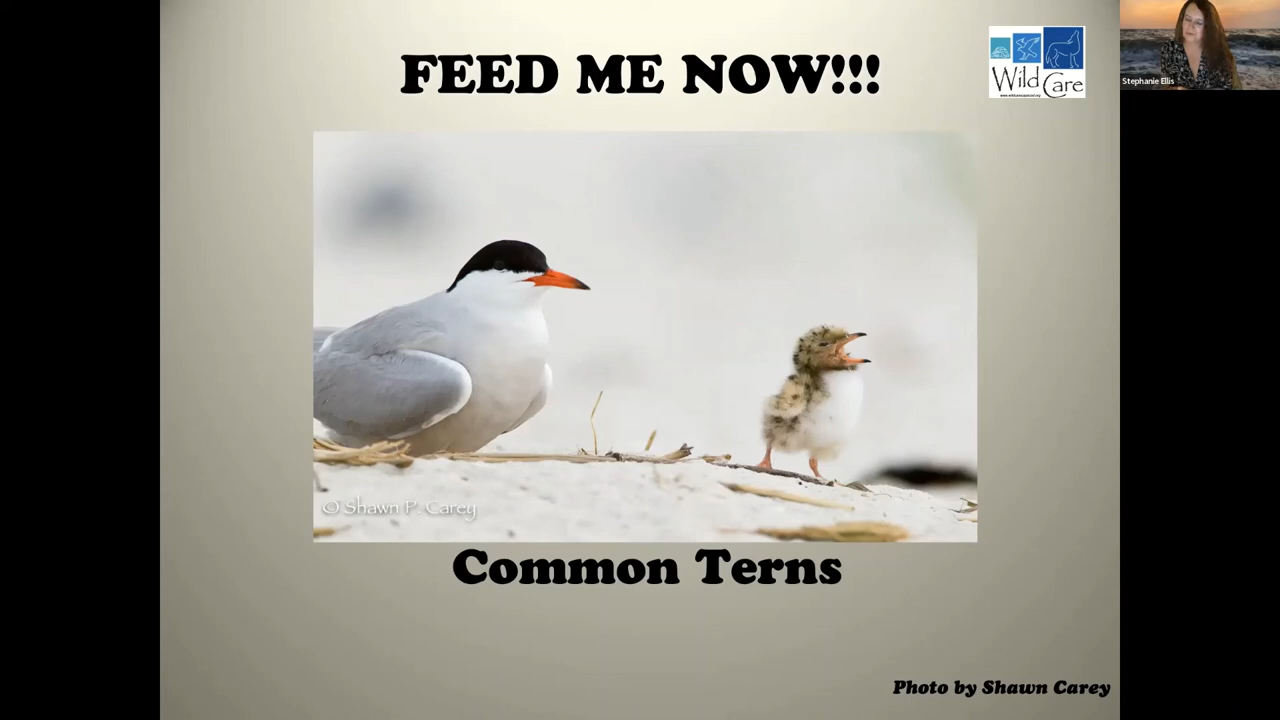 FEED ME NOW!!!
Wild Care
Stephanie Ellis
© Shawn P. Carey
Common Terns
Photo by Shawn Carey